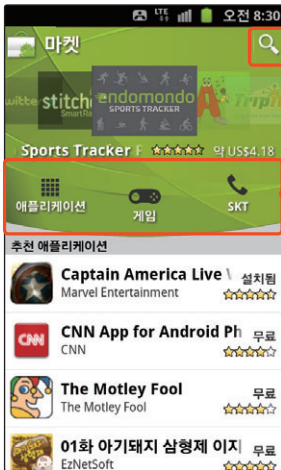 LTE 오전 8:30
마켓
stitch
endomondo
SPORTS TRACKER
Sports Tracker 약 US$4.18
애플리케이션 게임 SKT
추천 애플리케이션
Captain America Live 설치됨
Marvel Entertainment
CNN
CNN App for Android Ph 무료
CNN
The Motley Fool 무료
The Motley Fool
01화 아기돼지 삼형제 이지 무료
EzNetSoft